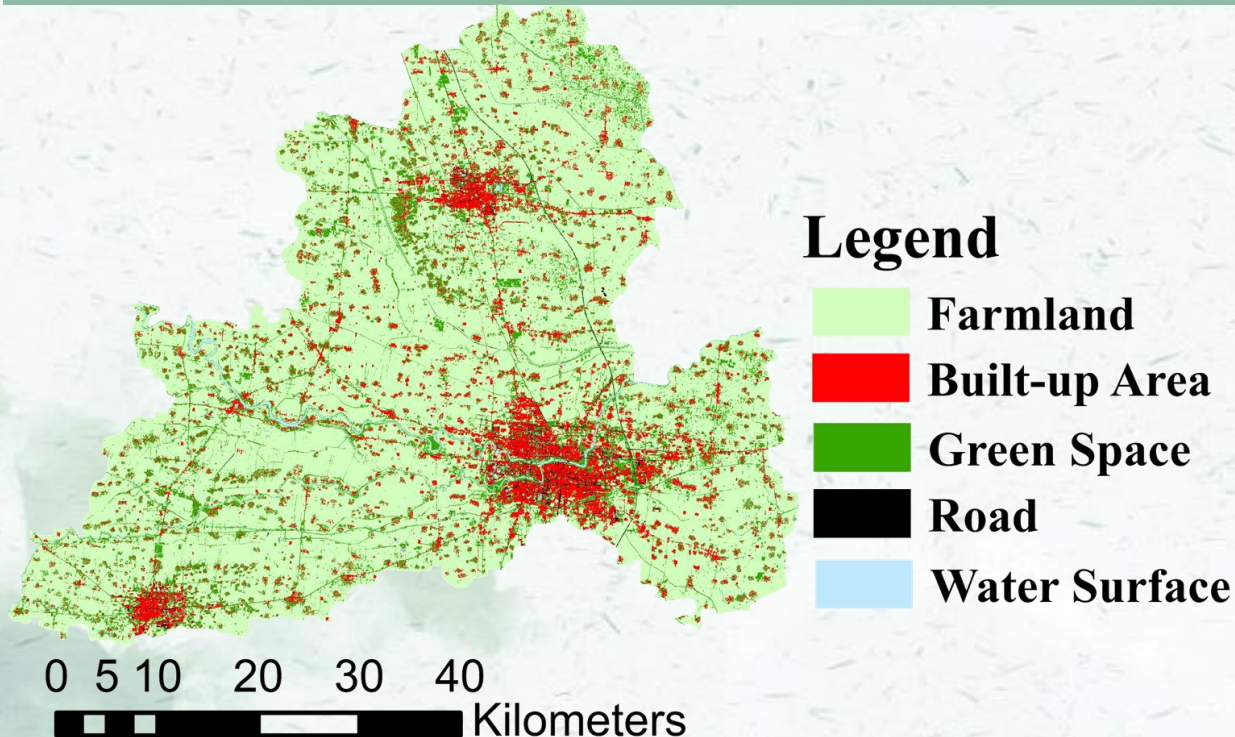 Legend
Farmland
Built-up Area
Green Space
Road
Water Surface
0 5 10 20 30 40
Kilometers